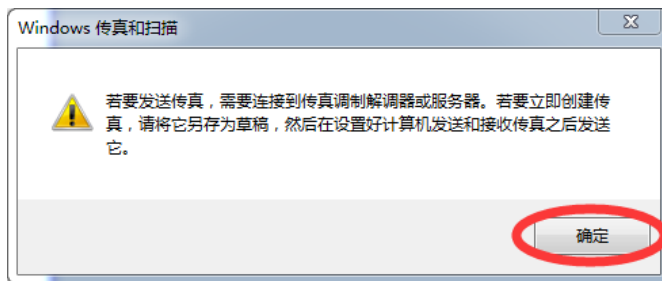 Windows 传真和扫描
若要发送传真，需要连接到传真调制解调器或服务器。若要立即创建传
真，请将它另存为草稿，然后在设置好计算机发送和接收传真之后发送
它。
确定